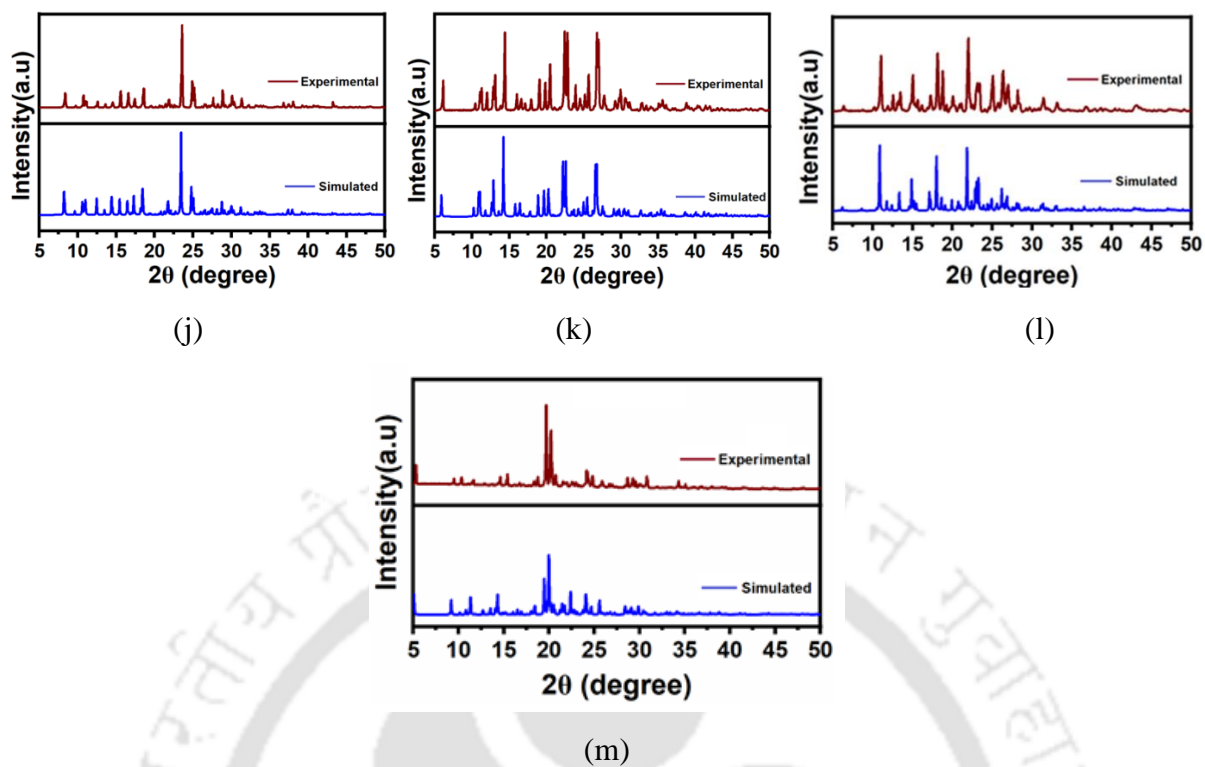 Intensity(a.u)
Experimental
Simulated
5 10 15 20 25 30 35 40 45 50
2θ (degree)
(j)
Intensity(a.u)
Experimental
Simulated
5 10 15 20 25 30 35 40 45 50
2θ (degree)
(k)
Intensity(a.u)
Experimental
Simulated
5 10 15 20 25 30 35 40 45 50
2θ (degree)
(l)
Intensity(a.u)
Experimental
Simulated
5 10 15 20 25 30 35 40 45 50
2θ (degree)
(m)